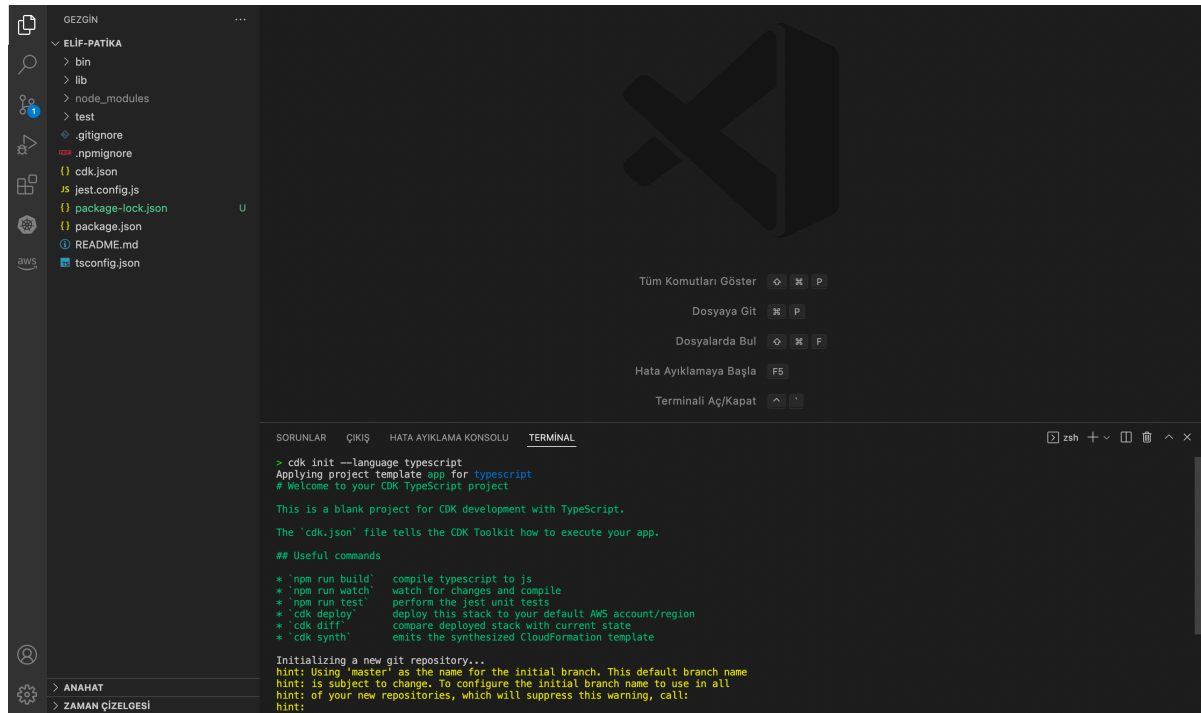 GEZGİN
ELİF-PATİKA
bin
lib
node_modules
test
.gitignore
.npmignore
{} cdk.json
JS jest.config.js
{} package-lock.json U
{} package.json
README.md
TS tsconfig.json
1
aws
ANAHAT
ZAMAN ÇİZELGESİ
Tüm Komutları Göster ⇧ ⌘ P
Dosyaya Git ⌘ P
Dosyalarda Bul ⇧ ⌘ F
Hata Ayıklamaya Başla F5
Terminali Aç/Kapat ^ `
SORUNLAR ÇIKIŞ HATA AYIKLAMA KONSOLU TERMİNAL zsh
> cdk init --language typescript
Applying project template app for typescript
# Welcome to your CDK TypeScript project
This is a blank project for CDK development with TypeScript.
The `cdk.json` file tells the CDK Toolkit how to execute your app.
## Useful commands
* `npm run build` compile typescript to js
* `npm run watch` watch for changes and compile
* `npm run test` perform the jest unit tests
* `cdk deploy` deploy this stack to your default AWS account/region
* `cdk diff` compare deployed stack with current state
* `cdk synth` emits the synthesized CloudFormation template
Initializing a new git repository...
hint: Using 'master' as the name for the initial branch. This default branch name
hint: is subject to change. To configure the initial branch name to use in all
hint: of your new repositories, which will suppress this warning, call:
hint: